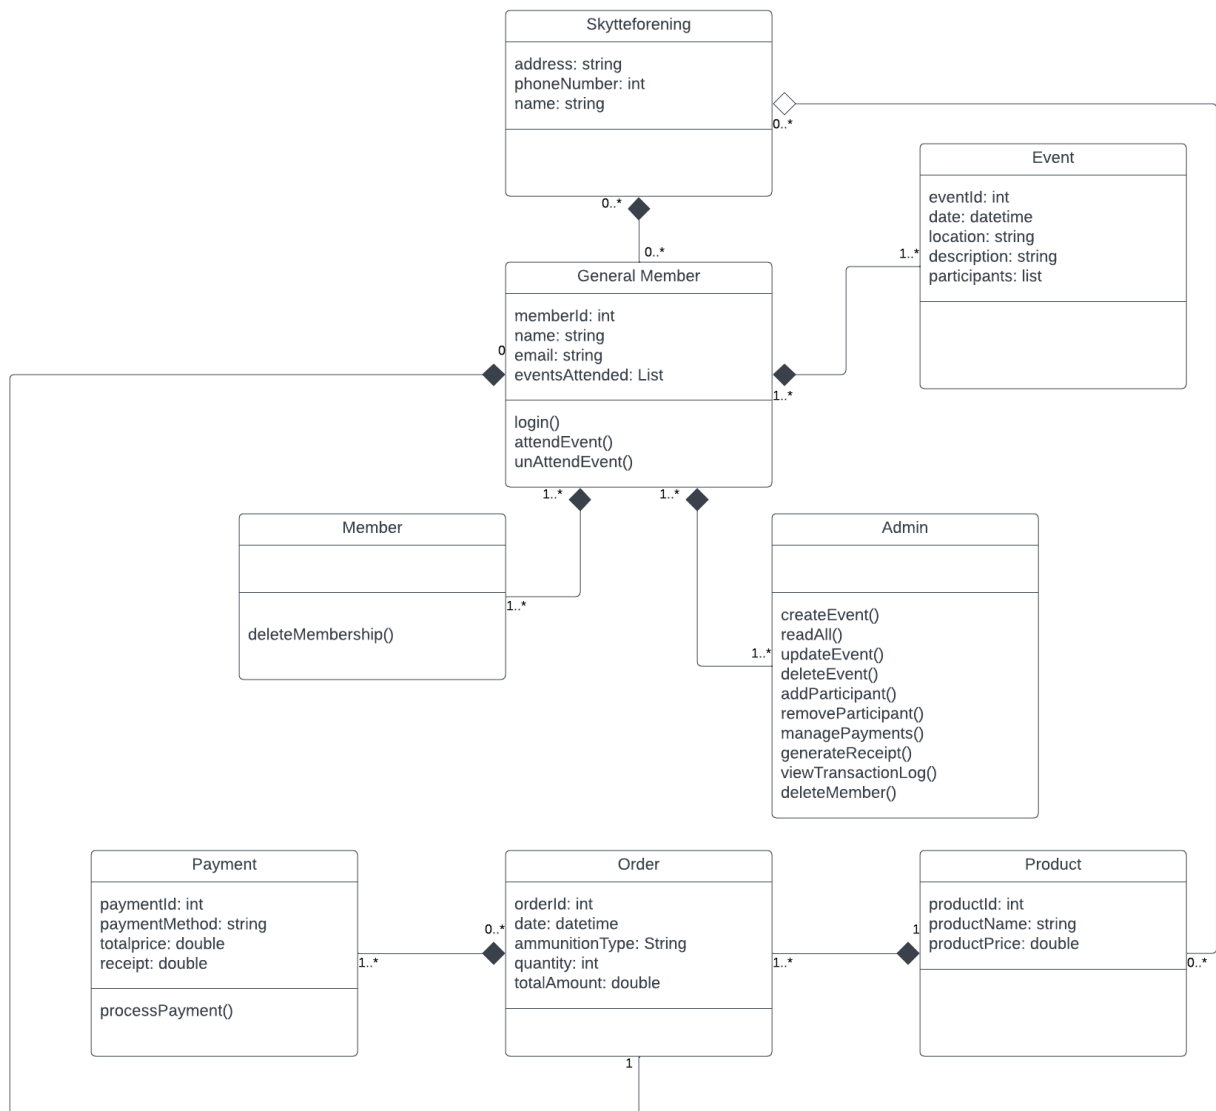 Skytteforening
address: string
phoneNumber: int
name: string
0..*
0..*
0..*
Event
eventId: int
date: datetime
location: string
description: string
participants: list
1..*
General Member
memberId: int
name: string
email: string
eventsAttended: List
login()
attendEvent()
unAttendEvent()
0
1..*
1..*
1..*
Member
deleteMembership()
1..*
Admin
createEvent()
readAll()
updateEvent()
deleteEvent()
addParticipant()
removeParticipant()
managePayments()
generateReceipt()
viewTransactionLog()
deleteMember()
1..*
Payment
paymentId: int
paymentMethod: string
totalprice: double
receipt: double
processPayment()
1..*
0..*
Order
orderId: int
date: datetime
ammunitionType: String
quantity: int
totalAmount: double
1..*
1
1
Product
productId: int
productName: string
productPrice: double
0..*